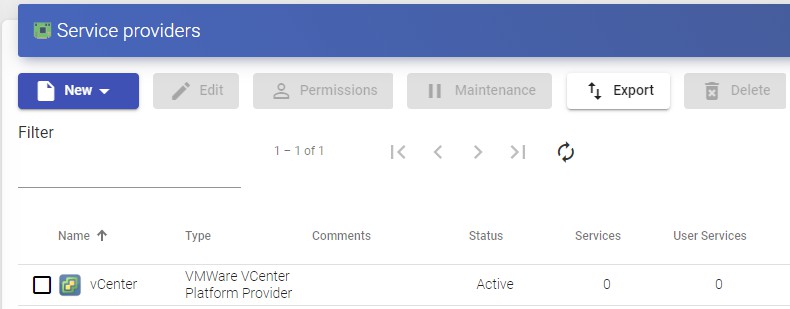 Service providers
New Edit Permissions Maintenance Export Delete
Filter
1 – 1 of 1
Name Type Comments Status Services User Services
vCenter VMWare VCenter Platform Provider Active 0 0